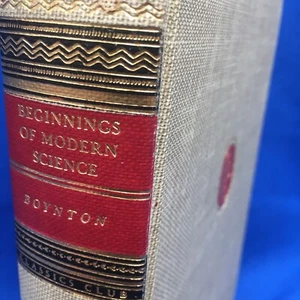 BEGINNINGS
OF MODERN
SCIENCE
BOYNTON
CLASSICS CLUB